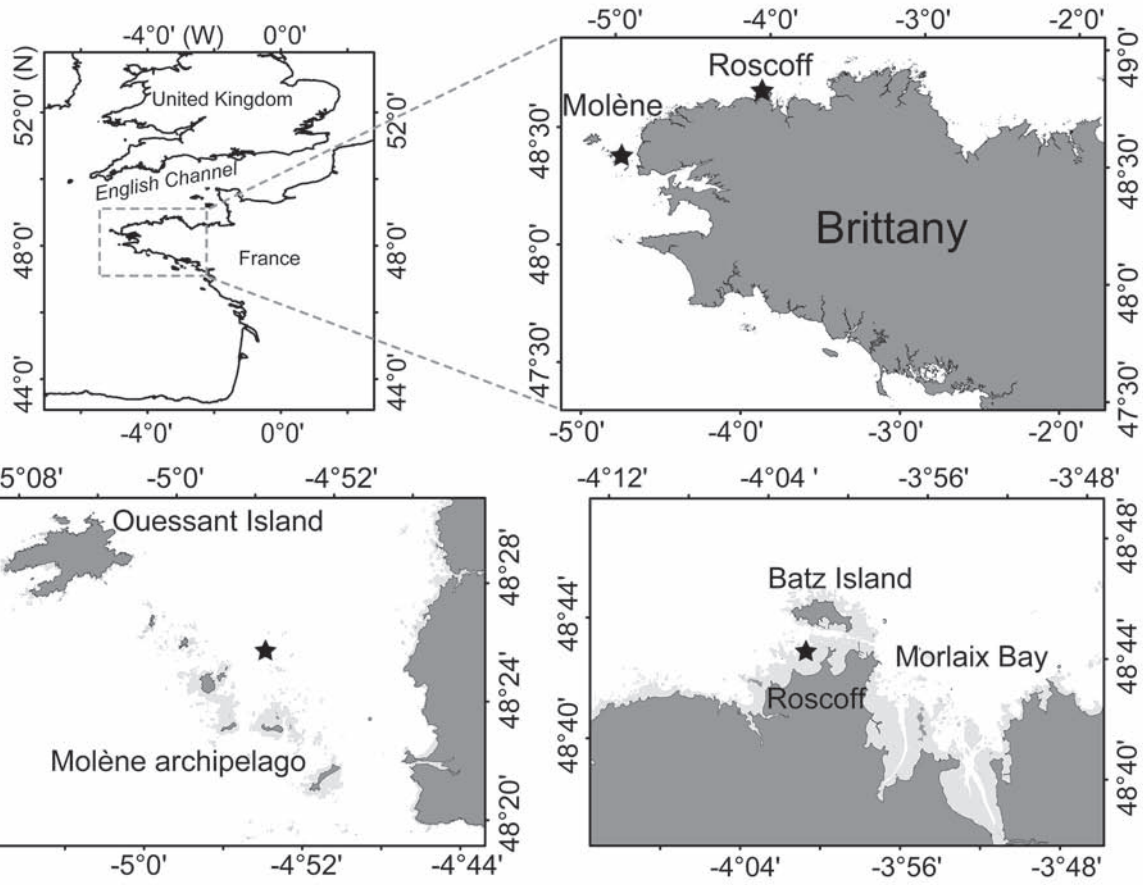 -4°0' (W) 0°0'
52°0' (N)
48°0'
44°0'
United Kingdom
English Channel
France
52°0'
48°0'
44°0'
-4°0' 0°0'
-5°0' -4°0' -3°0' -2°0'
48°30'
48°0'
47°30'
Roscoff
Molène
Brittany
49°0'
48°30'
48°0'
47°30'
-5°0' -4°0' -3°0' -2°0'
5°08' -5°0' -4°52'
Ouessant Island
Molène archipelago
48°28'
48°24'
48°20'
-5°0' -4°52' -4°44'
-4°12' -4°04' -3°56' -3°48'
48°44'
48°40'
Batz Island
Morlaix Bay
Roscoff
48°48'
48°44'
48°40'
-4°04' -3°56' -3°48'